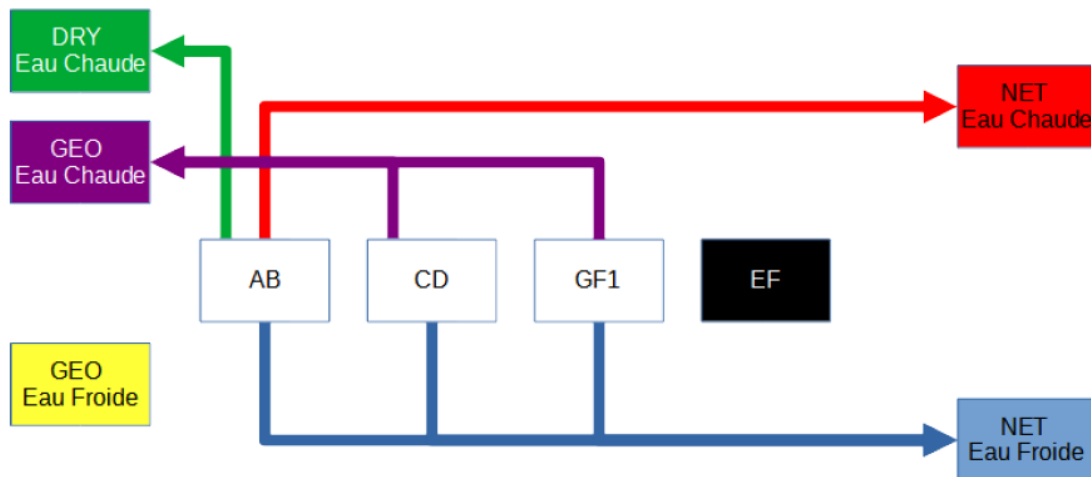 DRY
Eau Chaude
NET
Eau Chaude
GEO
Eau Chaude
AB
CD
GF1
EF
GEO
Eau Froide
NET
Eau Froide